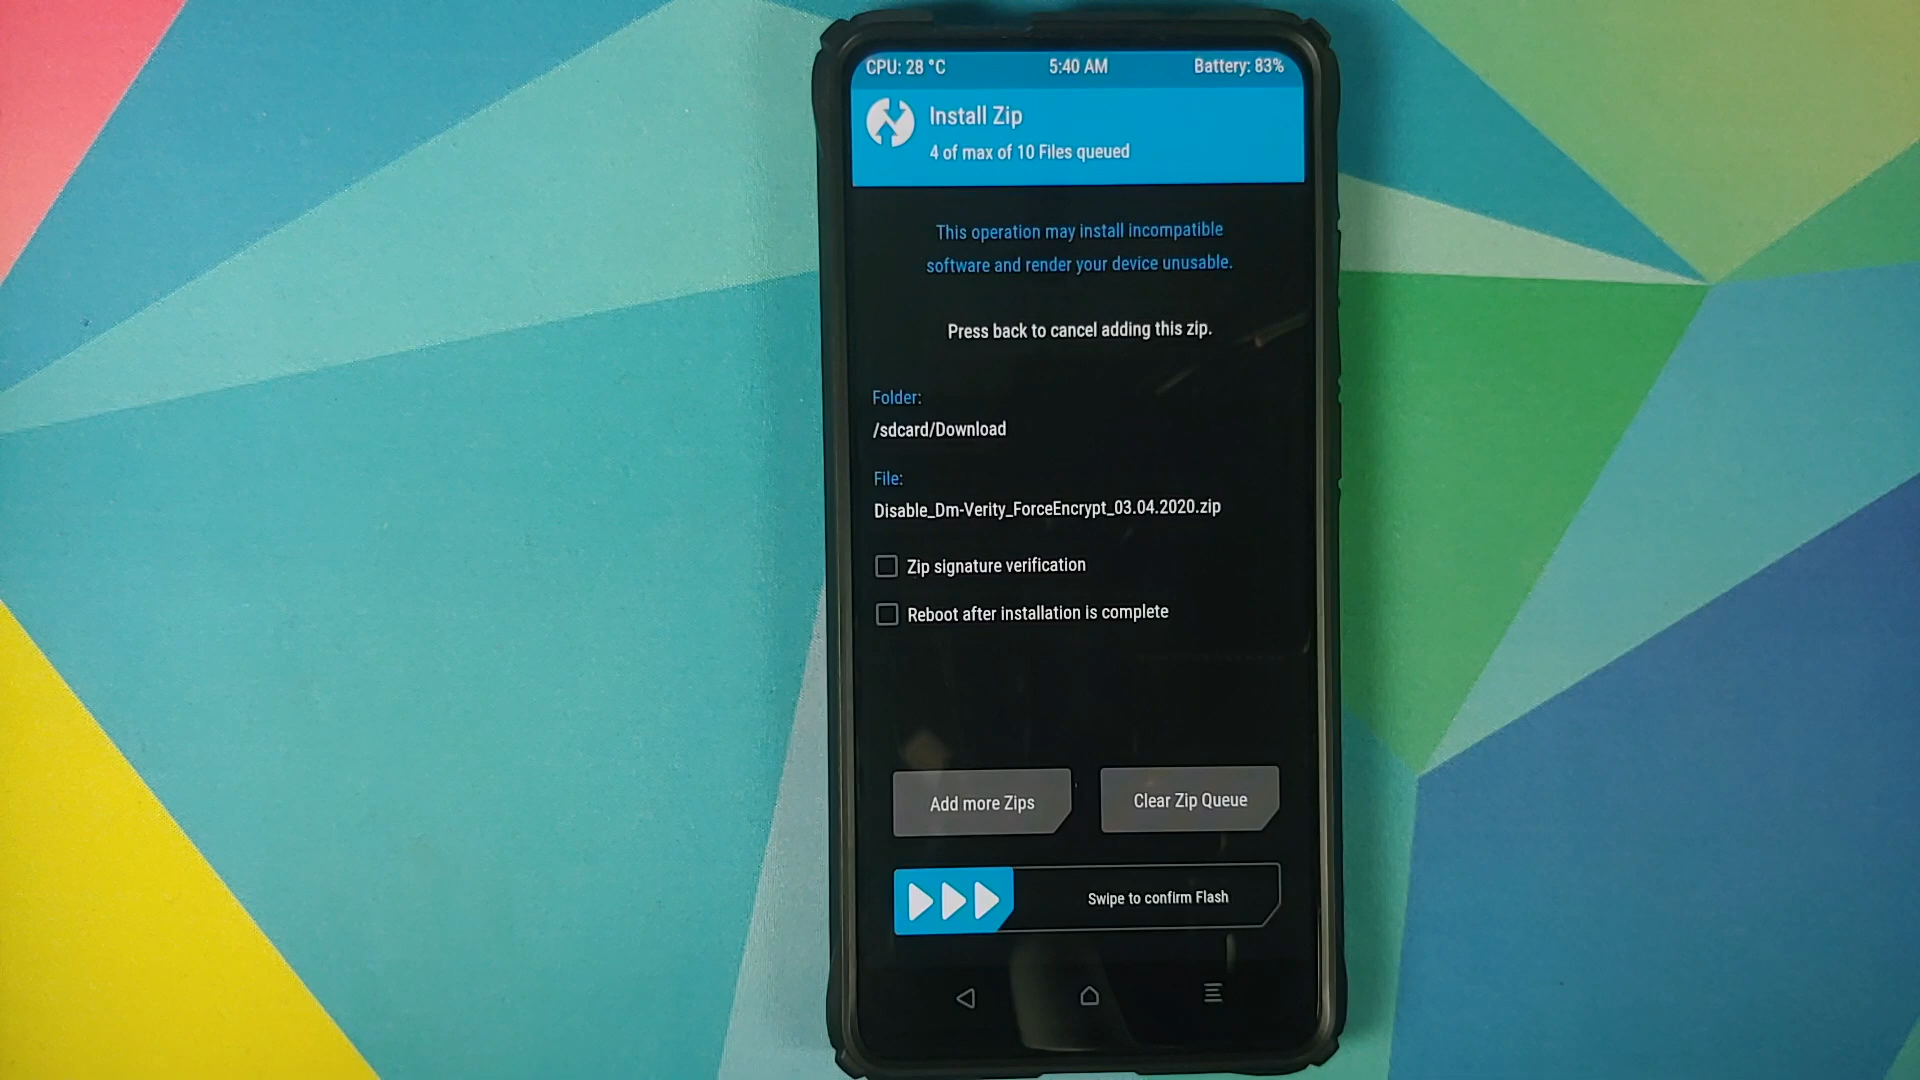 CPU: 28 °C 5:40 AM Battery: 83%
Install Zip
4 of max of 10 Files queued
This operation may install incompatible
software and render your device unusable.
Press back to cancel adding this zip.
Folder:
/sdcard/Download
File:
Disable_Dm-Verity_ForceEncrypt_03.04.2020.zip
Zip signature verification
Reboot after installation is complete
Add more Zips Clear Zip Queue
Swipe to confirm Flash